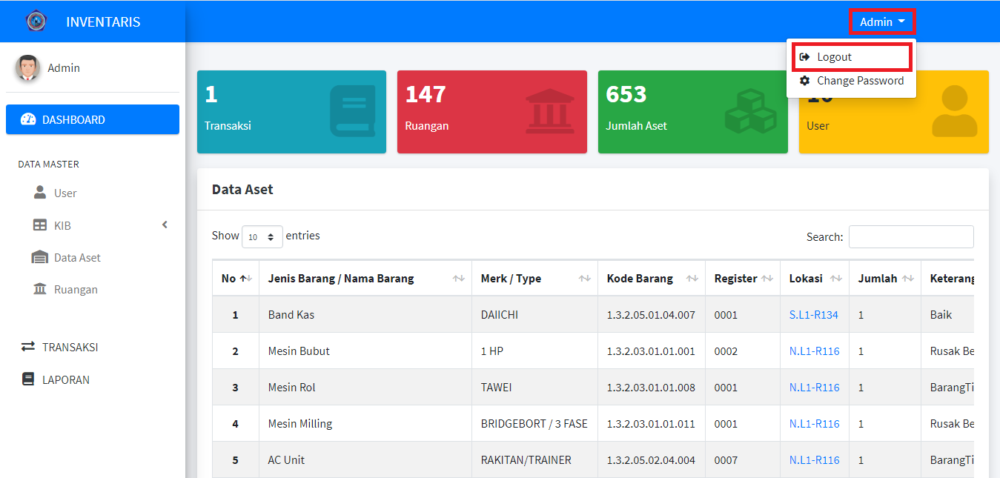 INVENTARIS
Admin
Admin
Logout
Change Password
DASHBOARD
DATA MASTER
User
KIB
Data Aset
Ruangan
TRANSAKSI
LAPORAN
1
Transaksi
147
Ruangan
653
Jumlah Aset
User
Data Aset
Show 10 entries
Search:
No Jenis Barang / Nama Barang Merk / Type Kode Barang Register Lokasi Jumlah Keterang
1 Band Kas DAIICHI 1.3.2.05.01.04.007 0001 S.L1-R134 1 Baik
2 Mesin Bubut 1 HP 1.3.2.03.01.01.001 0002 N.L1-R116 1 Rusak Be
3 Mesin Rol TAWEI 1.3.2.03.01.01.008 0001 N.L1-R116 1 BarangTi
4 Mesin Milling BRIDGEBORT / 3 FASE 1.3.2.03.01.01.011 0001 N.L1-R116 1 Rusak Be
5 AC Unit RAKITAN/TRAINER 1.3.2.05.02.04.004 0007 N.L1-R116 1 BarangTi